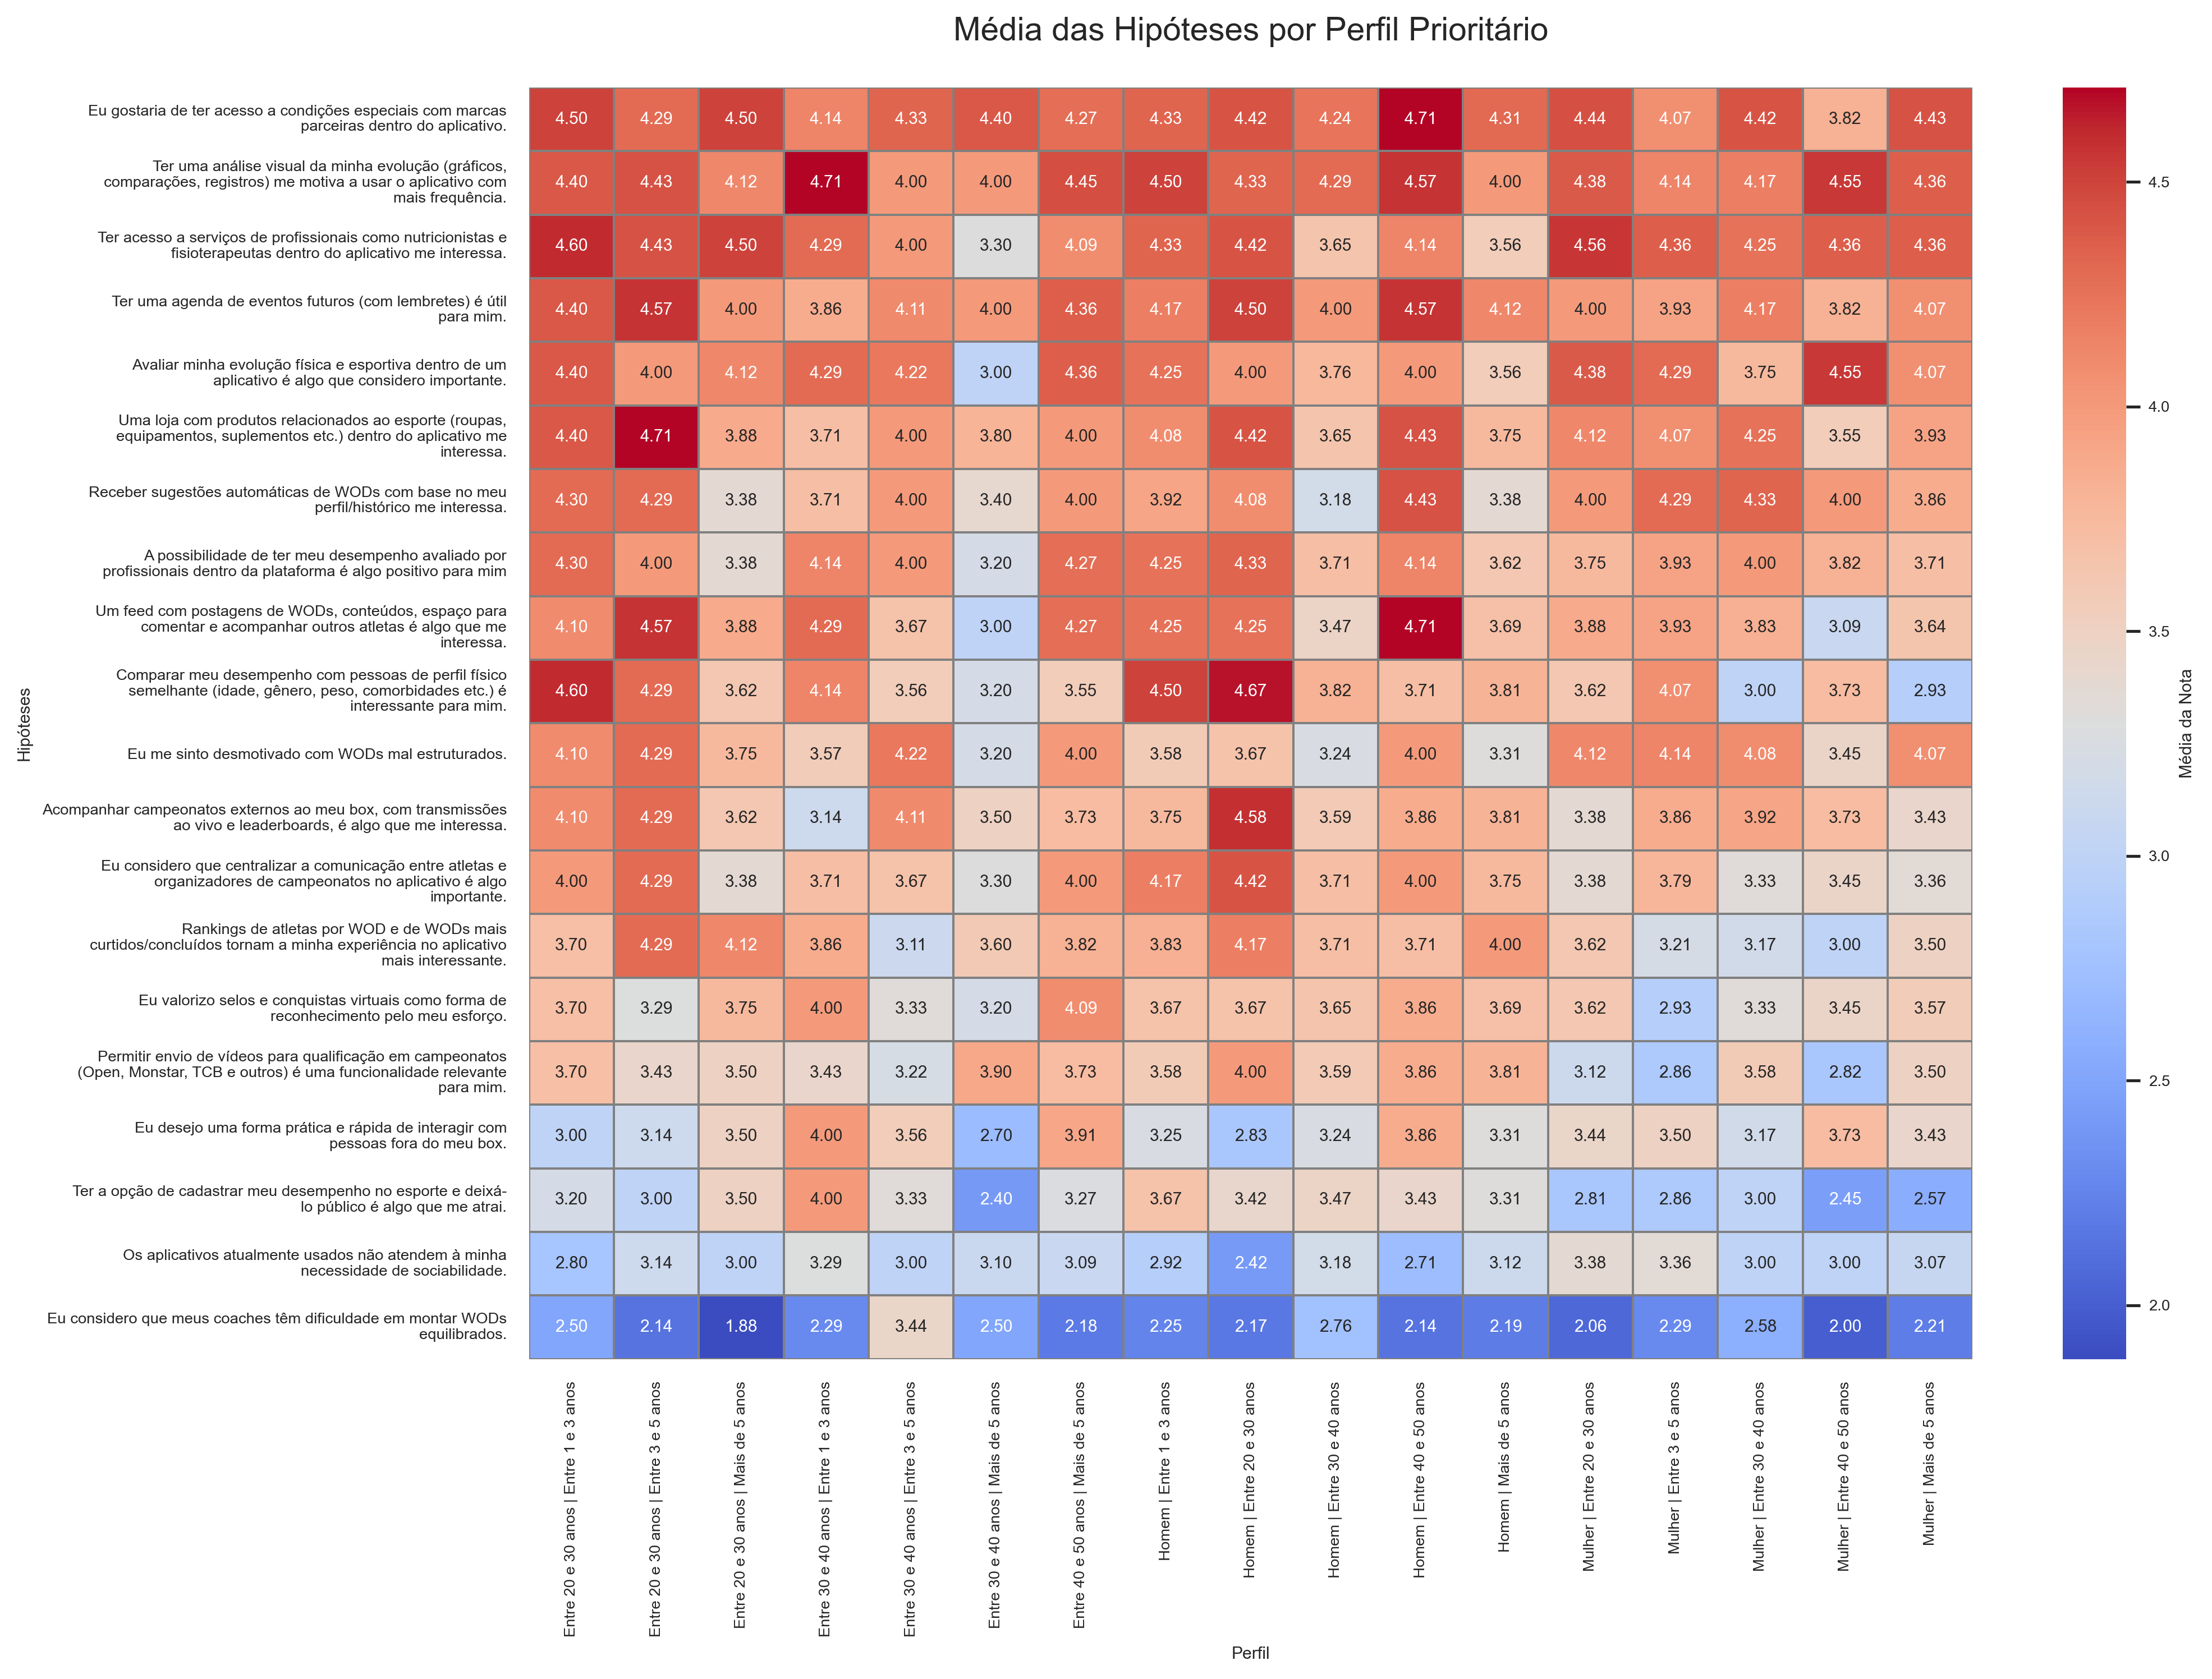 Média das Hipóteses por Perfil Prioritário
Eu gostaria de ter acesso a condições especiais com marcas
parceiras dentro do aplicativo.
4.50 4.29 4.50 4.14 4.33 4.40 4.27 4.33 4.42 4.24 4.71 4.31 4.44 4.07 4.42 3.82 4.43
Ter uma análise visual da minha evolução (gráficos,
comparações, registros) me motiva a usar o aplicativo com
mais frequência.
4.40 4.43 4.12 4.71 4.00 4.00 4.45 4.50 4.33 4.29 4.57 4.00 4.38 4.14 4.17 4.55 4.36
Ter acesso a serviços de profissionais como nutricionistas e
fisioterapeutas dentro do aplicativo me interessa.
4.60 4.43 4.50 4.29 4.00 3.30 4.09 4.33 4.42 3.65 4.14 3.56 4.56 4.36 4.25 4.36 4.36
Ter uma agenda de eventos futuros (com lembretes) é útil
para mim.
4.40 4.57 4.00 3.86 4.11 4.00 4.36 4.17 4.50 4.00 4.57 4.12 4.00 3.93 4.17 3.82 4.07
Avaliar minha evolução física e esportiva dentro de um
aplicativo é algo que considero importante.
4.40 4.00 4.12 4.29 4.22 3.00 4.36 4.25 4.00 3.76 4.00 3.56 4.38 4.29 3.75 4.55 4.07
Uma loja com produtos relacionados ao esporte (roupas,
equipamentos, suplementos etc.) dentro do aplicativo me
interessa.
4.40 4.71 3.88 3.71 4.00 3.80 4.00 4.08 4.42 3.65 4.43 3.75 4.12 4.07 4.25 3.55 3.93
Receber sugestões automáticas de WODs com base no meu
perfil/histórico me interessa.
4.30 4.29 3.38 3.71 4.00 3.40 4.00 3.92 4.08 3.18 4.43 3.38 4.00 4.29 4.33 4.00 3.86
A possibilidade de ter meu desempenho avaliado por
profissionais dentro da plataforma é algo positivo para mim
4.30 4.00 3.38 4.14 4.00 3.20 4.27 4.25 4.33 3.71 4.14 3.62 3.75 3.93 4.00 3.82 3.71
Um feed com postagens de WODs, conteúdos, espaço para
comentar e acompanhar outros atletas é algo que me
interessa.
4.10 4.57 3.88 4.29 3.67 3.00 4.27 4.25 4.25 3.47 4.71 3.69 3.88 3.93 3.83 3.09 3.64
Comparar meu desempenho com pessoas de perfil físico
semelhante (idade, gênero, peso, comorbidades etc.) é
interessante para mim.
4.60 4.29 3.62 4.14 3.56 3.20 3.55 4.50 4.67 3.82 3.71 3.81 3.62 4.07 3.00 3.73 2.93
Eu me sinto desmotivado com WODs mal estruturados.
4.10 4.29 3.75 3.57 4.22 3.20 4.00 3.58 3.67 3.24 4.00 3.31 4.12 4.14 4.08 3.45 4.07
Acompanhar campeonatos externos ao meu box, com transmissões
ao vivo e leaderboards, é algo que me interessa.
4.10 4.29 3.62 3.14 4.11 3.50 3.73 3.75 4.58 3.59 3.86 3.81 3.38 3.86 3.92 3.73 3.43
Eu considero que centralizar a comunicação entre atletas e
organizadores de campeonatos no aplicativo é algo
importante.
4.00 4.29 3.38 3.71 3.67 3.30 4.00 4.17 4.42 3.71 4.00 3.75 3.38 3.79 3.33 3.45 3.36
Rankings de atletas por WOD e de WODs mais
curtidos/concluídos tornam a minha experiência no aplicativo
mais interessante.
3.70 4.29 4.12 3.86 3.11 3.60 3.82 3.83 4.17 3.71 3.71 4.00 3.62 3.21 3.17 3.00 3.50
Eu valorizo selos e conquistas virtuais como forma de
reconhecimento pelo meu esforço.
3.70 3.29 3.75 4.00 3.33 3.20 4.09 3.67 3.67 3.65 3.86 3.69 3.62 2.93 3.33 3.45 3.57
Permitir envio de vídeos para qualificação em campeonatos
(Open, Monstar, TCB e outros) é uma funcionalidade relevante
para mim.
3.70 3.43 3.50 3.43 3.22 3.90 3.73 3.58 4.00 3.59 3.86 3.81 3.12 2.86 3.58 2.82 3.50
Eu desejo uma forma prática e rápida de interagir com
pessoas fora do meu box.
3.00 3.14 3.50 4.00 3.56 2.70 3.91 3.25 2.83 3.24 3.86 3.31 3.44 3.50 3.17 3.73 3.43
Ter a opção de cadastrar meu desempenho no esporte e deixá-
lo público é algo que me atrai.
3.20 3.00 3.50 4.00 3.33 2.40 3.27 3.67 3.42 3.47 3.43 3.31 2.81 2.86 3.00 2.45 2.57
Os aplicativos atualmente usados não atendem à minha
necessidade de sociabilidade.
2.80 3.14 3.00 3.29 3.00 3.10 3.09 2.92 2.42 3.18 2.71 3.12 3.38 3.36 3.00 3.00 3.07
Eu considero que meus coaches têm dificuldade em montar WODs
equilibrados.
2.50 2.14 1.88 2.29 3.44 2.50 2.18 2.25 2.17 2.76 2.14 2.19 2.06 2.29 2.58 2.00 2.21
Hipóteses
Entre 20 e 30 anos | Entre 1 e 3 anos
Entre 20 e 30 anos | Entre 3 e 5 anos
Entre 20 e 30 anos | Mais de 5 anos
Entre 30 e 40 anos | Entre 1 e 3 anos
Entre 30 e 40 anos | Entre 3 e 5 anos
Entre 30 e 40 anos | Mais de 5 anos
Entre 40 e 50 anos | Mais de 5 anos
Homem | Entre 1 e 3 anos
Homem | Entre 20 e 30 anos
Homem | Entre 30 e 40 anos
Homem | Entre 40 e 50 anos
Homem | Mais de 5 anos
Mulher | Entre 20 e 30 anos
Mulher | Entre 3 e 5 anos
Mulher | Entre 30 e 40 anos
Mulher | Entre 40 e 50 anos
Mulher | Mais de 5 anos
Perfil
4.5
4.0
3.5
3.0
2.5
2.0
Média da Nota